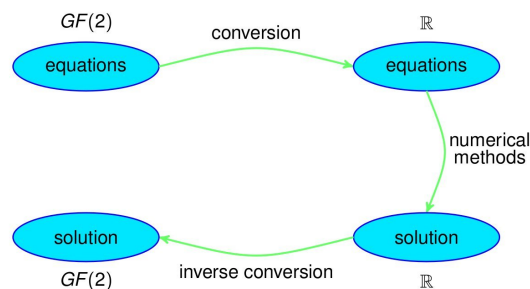 GF(2)
ℝ
conversion
equations
equations
numerical
methods
solution
solution
inverse conversion
GF(2)
ℝ